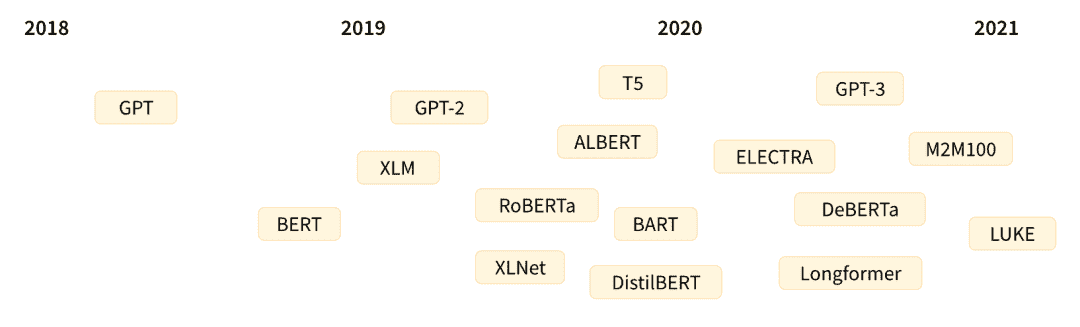 2018
2019
2020
2021
T5
GPT-3
GPT
GPT-2
ALBERT
M2M100
ELECTRA
XLM
RoBERTa
DeBERTa
BERT
BART
LUKE
XLNet
Longformer
DistilBERT